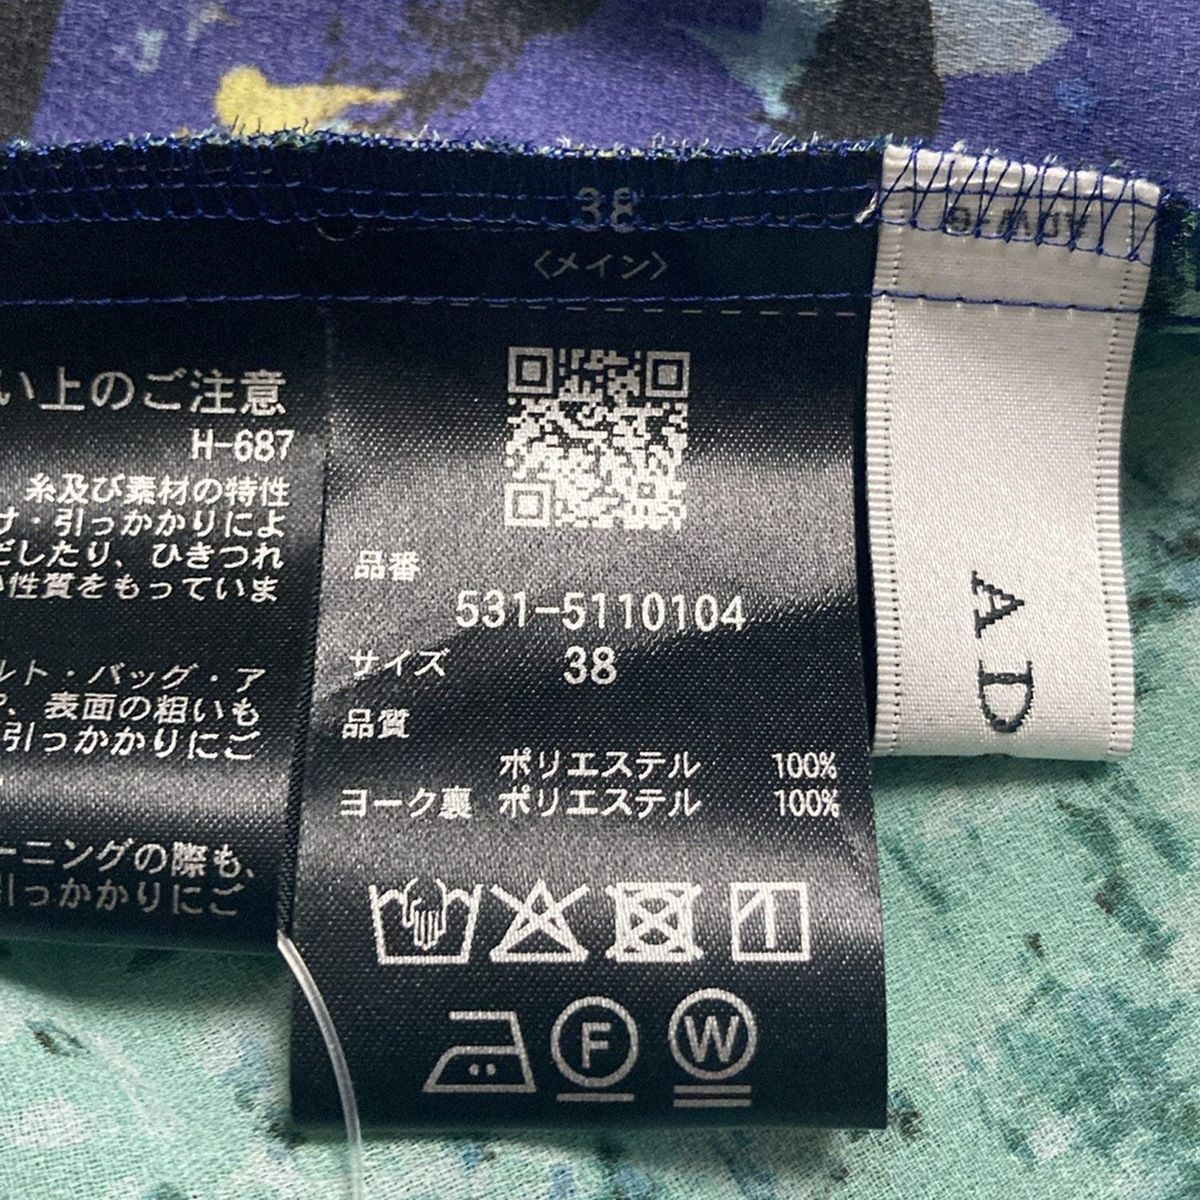 38
〈メイン〉
い上のご注意
H-687
糸及び素材の特性
・引っかかりによ
だしたり、ひきつれ
い性質をもっていま
ルト・バッグ・ア
、表面の粗いも
引っかかりにご
ーニングの際も、
引っかかりにご
品番
531-5110104
サイズ 38
品質
ポリエステル 100%
ヨーク裏 ポリエステル 100%
F W
A D